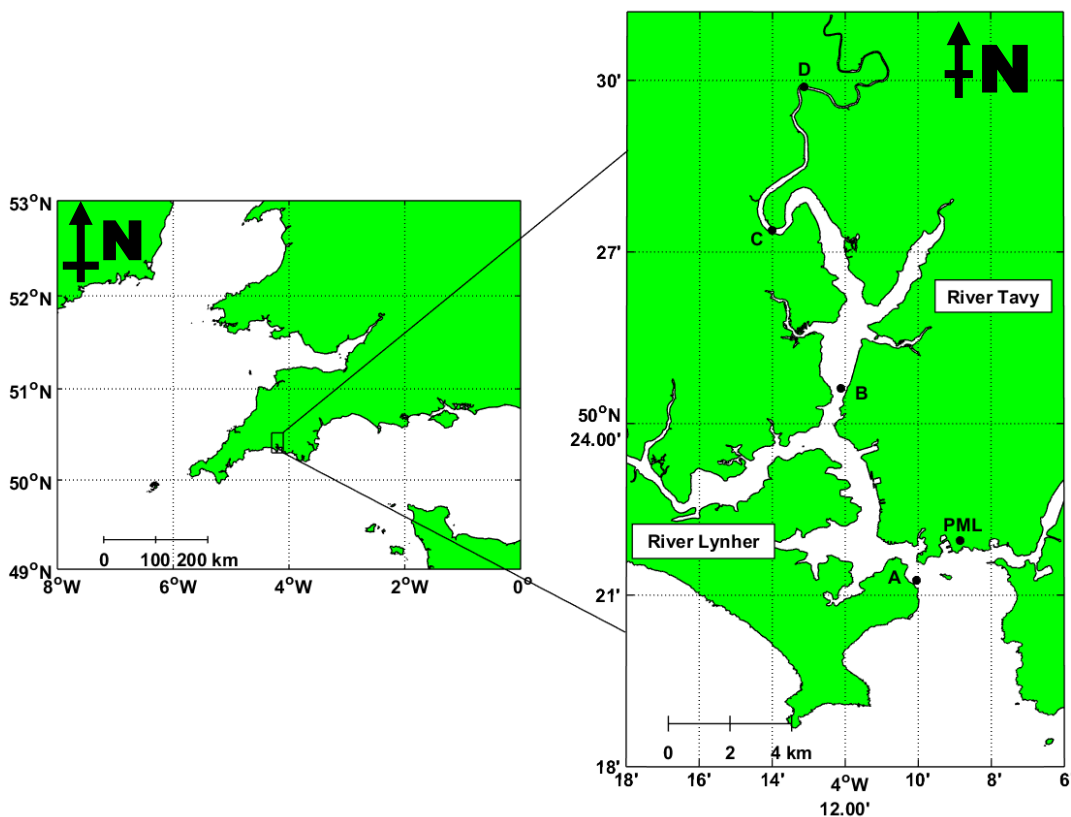 53°N
N
52°N
51°N
50°N
49°N
0 100 200 km
8°W 6°W 4°W 2°W 0°
N
30'
D
C
27'
River Tavy
B
50°N
24.00'
PML
River Lynher
A
21'
0 2 4 km
18'
18' 16' 14' 4°W 10' 8' 6
12.00'